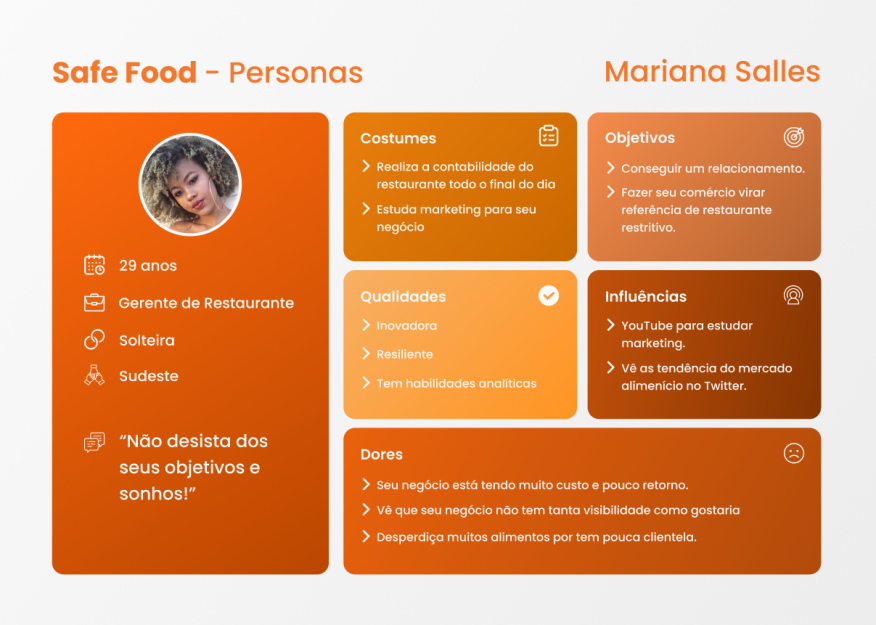 Safe Food - Personas
Mariana Salles
29 anos
Gerente de Restaurante
Solteira
Sudeste
“Não desista dos
seus objetivos e
sonhos!”
Costumes
Realiza a contabilidade do
restaurante todo o final do dia
Estuda marketing para seu
negócio
Objetivos
Conseguir um relacionamento.
Fazer seu comércio virar
referência de restaurante
restritivo.
Qualidades
Inovadora
Resiliente
Tem habilidades analíticas
Influências
YouTube para estudar
marketing.
Vê as tendência do mercado
alimenício no Twitter.
Dores
Seu negócio está tendo muito custo e pouco retorno.
Vê que seu negócio não tem tanta visibilidade como gostaria
Desperdiça muitos alimentos por tem pouca clientela.